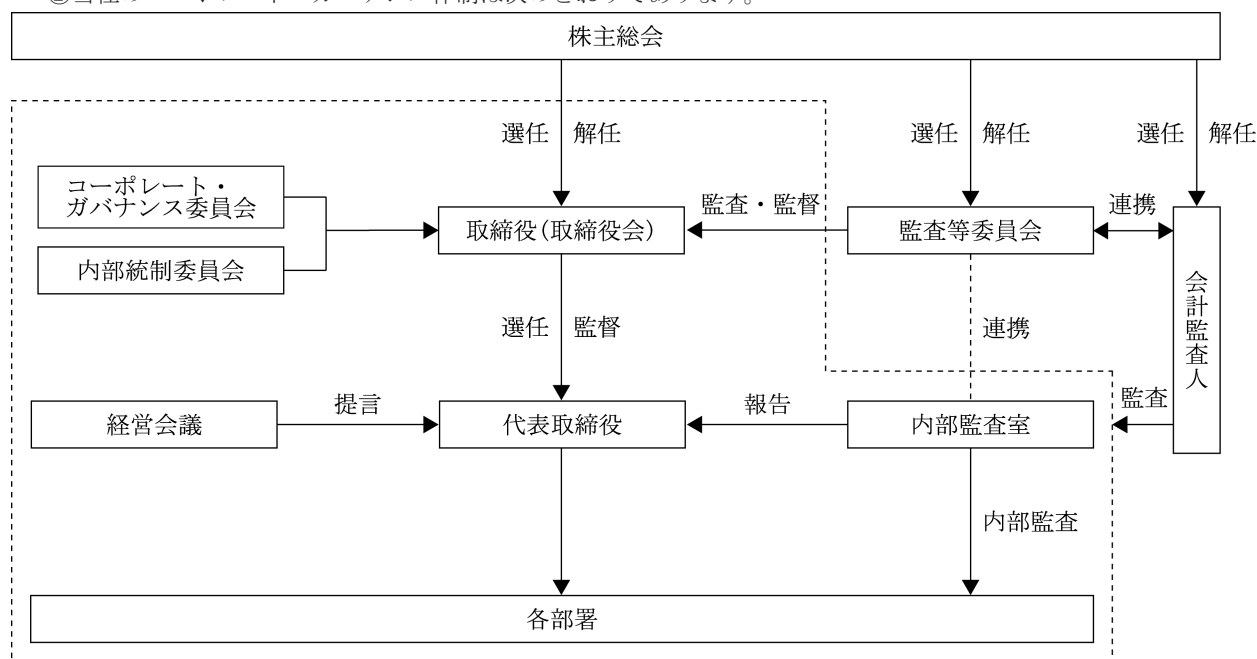 株主総会
選任 解任
選任 解任
選任 解任
コーポレート・
ガバナンス委員会
内部統制委員会
取締役(取締役会)
監査・監督
監査等委員会
連携
会計監査人
選任 監督
連携
経営会議
提言
代表取締役
報告
内部監査室
監査
内部監査
各部署